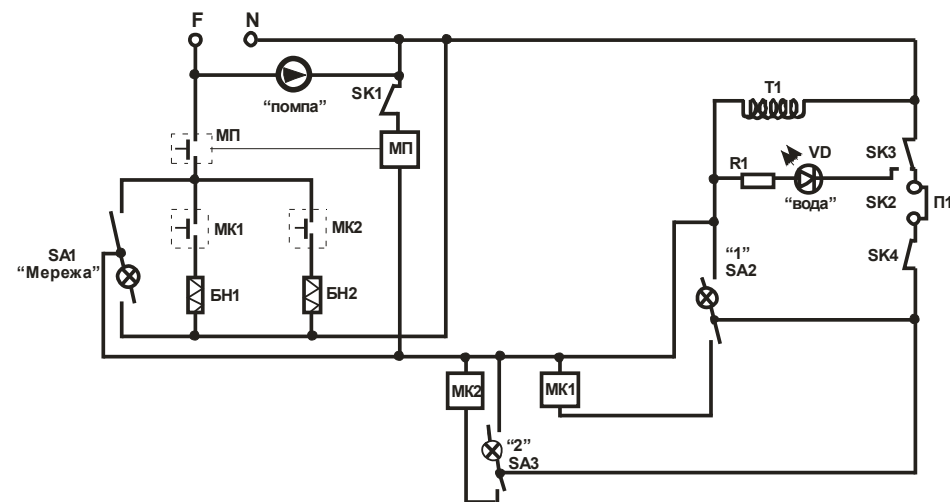 F N
T1
SK1
“помпа”
МП
МП
SK3
VD
R1
“вода”
SK2
П1
МК1
МК2
SA1
“Мережа”
“1”
SA2
SK4
БН1
БН2
МК2
МК1
“2”
SA3